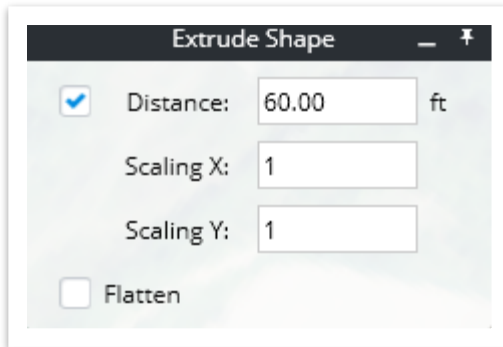 Extrude Shape
Distance: 60.00 ft
Scaling X: 1
Scaling Y: 1
Flatten